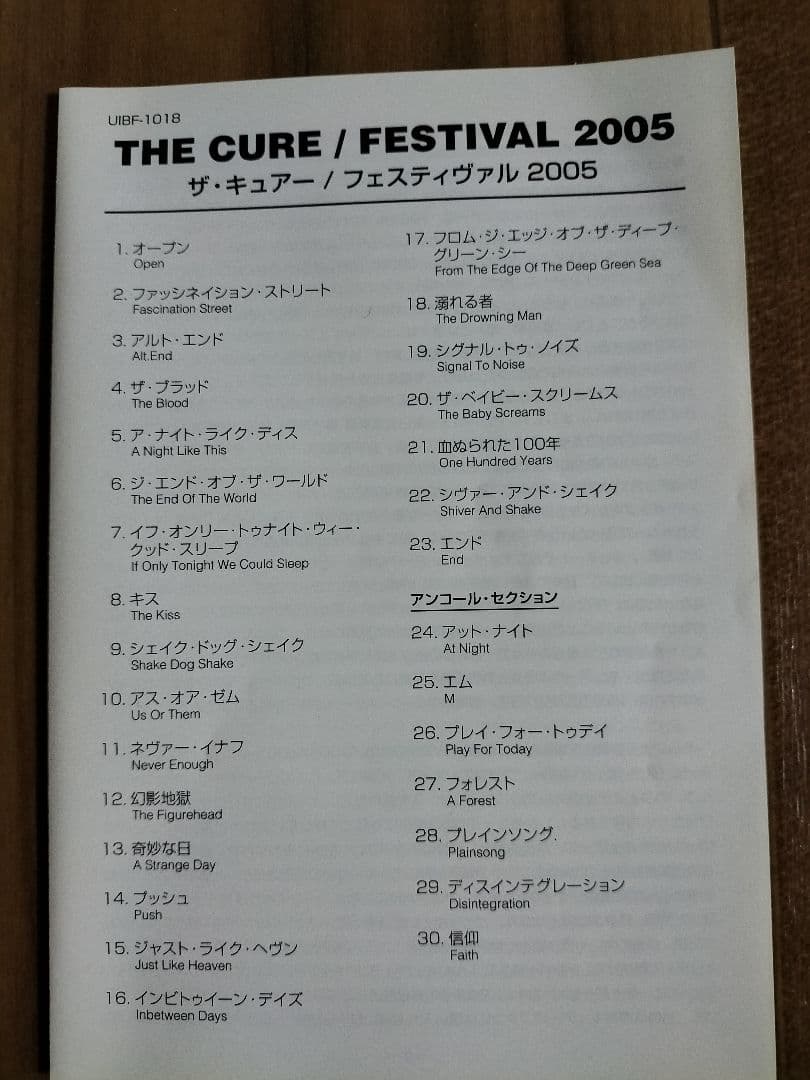 UIBF-1018
THE CURE / FESTIVAL 2005
ザ・キュアー / フェスティヴァル 2005
1. オープン
Open
2. ファッシネイション・ストリート
Fascination Street
3. アルト・エンド
Alt.End
4. ザ・ブラッド
The Blood
5. ア・ナイト・ライク・ディス
A Night Like This
6. ジ・エンド・オブ・ザ・ワールド
The End Of The World
7. イフ・オンリー・トゥナイト・ウィー・
クッド・スリープ
If Only Tonight We Could Sleep
8. キス
The Kiss
9. シェイク・ドッグ・シェイク
Shake Dog Shake
10. アス・オア・ゼム
Us Or Them
11. ネヴァー・イナフ
Never Enough
12. 幻影地獄
The Figurehead
13. 奇妙な日
A Strange Day
14. プッシュ
Push
15. ジャスト・ライク・ヘヴン
Just Like Heaven
16. インビトゥイーン・デイズ
Inbetween Days
17. フロム・ジ・エッジ・オブ・ザ・ディープ・
グリーン・シー
From The Edge Of The Deep Green Sea
18. 溺れる者
The Drowning Man
19. シグナル・トゥ・ノイズ
Signal To Noise
20. ザ・ベイビー・スクリームス
The Baby Screams
21. 血ぬられた100年
One Hundred Years
22. シヴァー・アンド・シェイク
Shiver And Shake
23. エンド
End
アンコール・セクション
24. アット・ナイト
At Night
25. エム
M
26. プレイ・フォー・トゥデイ
Play For Today
27. フォレスト
A Forest
28. プレインソング.
Plainsong
29. ディスインテグレーション
Disintegration
30. 信仰
Faith